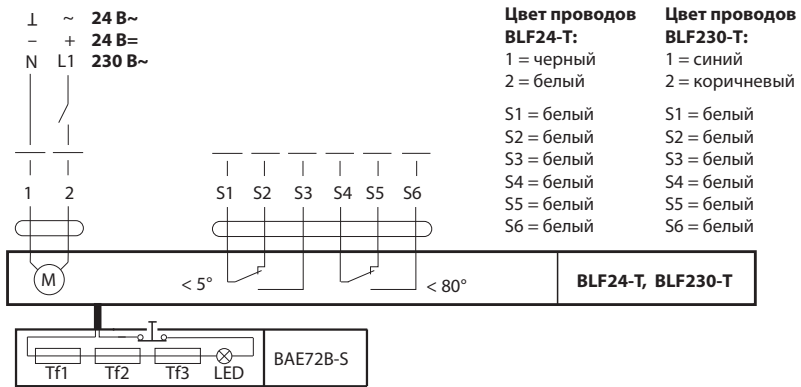 ⊥ ~ 24 В~
– + 24 В=
N L1 230 В~
1 2 S1 S2 S3 S4 S5 S6
M < 5° < 80° BLF24-T, BLF230-T
T
Tf1 Tf2 Tf3 LED BAE72B-S
Цвет проводов
BLF24-T:
1 = черный
2 = белый
S1 = белый
S2 = белый
S3 = белый
S4 = белый
S5 = белый
S6 = белый
Цвет проводов
BLF230-T:
1 = синий
2 = коричневый
S1 = белый
S2 = белый
S3 = белый
S4 = белый
S5 = белый
S6 = белый